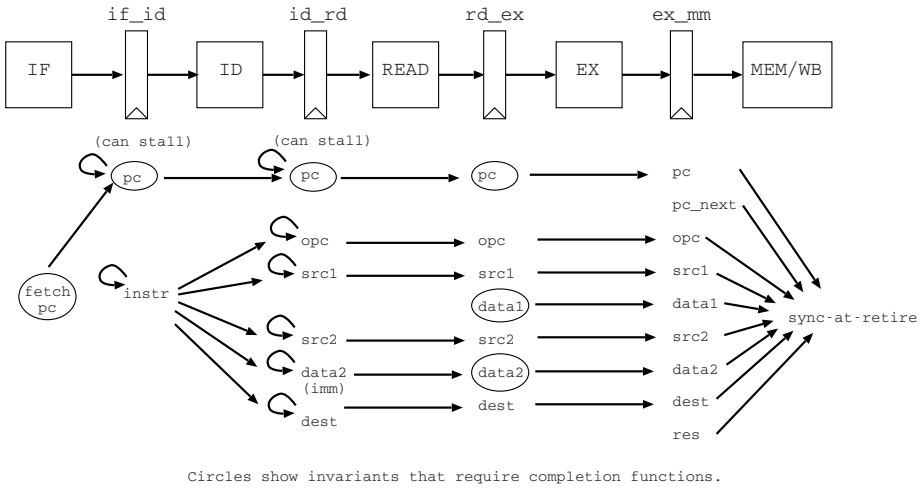 if_id id_rd rd_ex ex_mm
IF ID READ EX MEM/WB
(can stall) (can stall)
pc pc pc pc
pc_next
opc opc opc
fetch
pc
instr
src1 src1 src1
data1 data1
sync-at-retire
src2 src2 src2
data2 data2 data2
(imm)
dest dest dest
res
Circles show invariants that require completion functions.